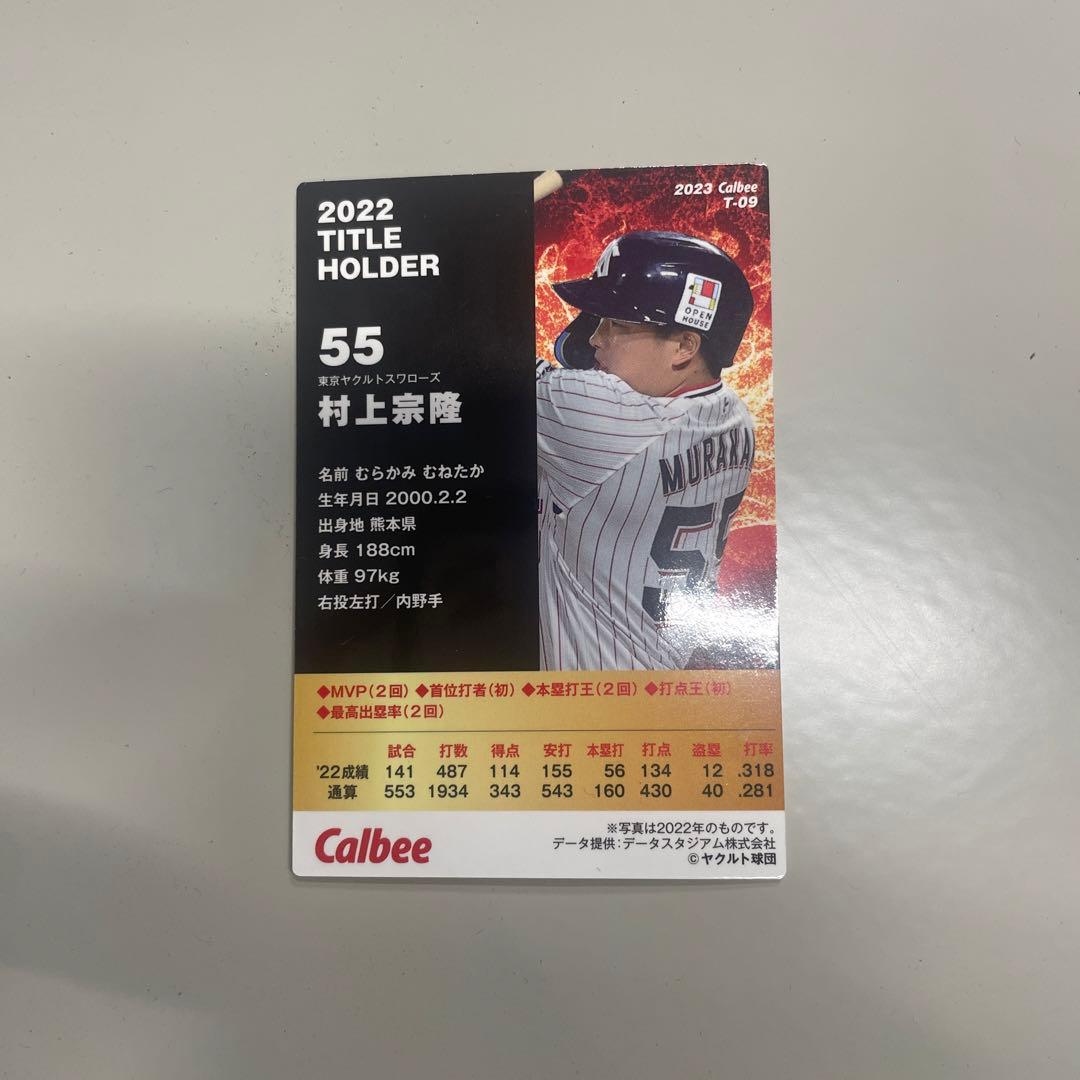 2022
TITLE
HOLDER
2023 Calbee
T-09
OPEN
HOUSE
55
東京ヤクルトスワローズ
村上宗隆
名前 むらかみ むねたか
生年月日 2000.2.2
出身地 熊本県
身長 188cm
体重 97kg
右投左打／内野手
MURAKA
55
◆MVP(2回) ◆首位打者(初) ◆本塁打王(2回) ◆打点王(初)
◆最高出塁率(2回)
試合 打数 得点 安打 本塁打 打点 盗塁 打率
'22成績 141 487 114 155 56 134 12 .318
通算 553 1934 343 543 160 430 40 .281
Calbee
※写真は2022年のものです。
データ提供：データスタジアム株式会社
©ヤクルト球団